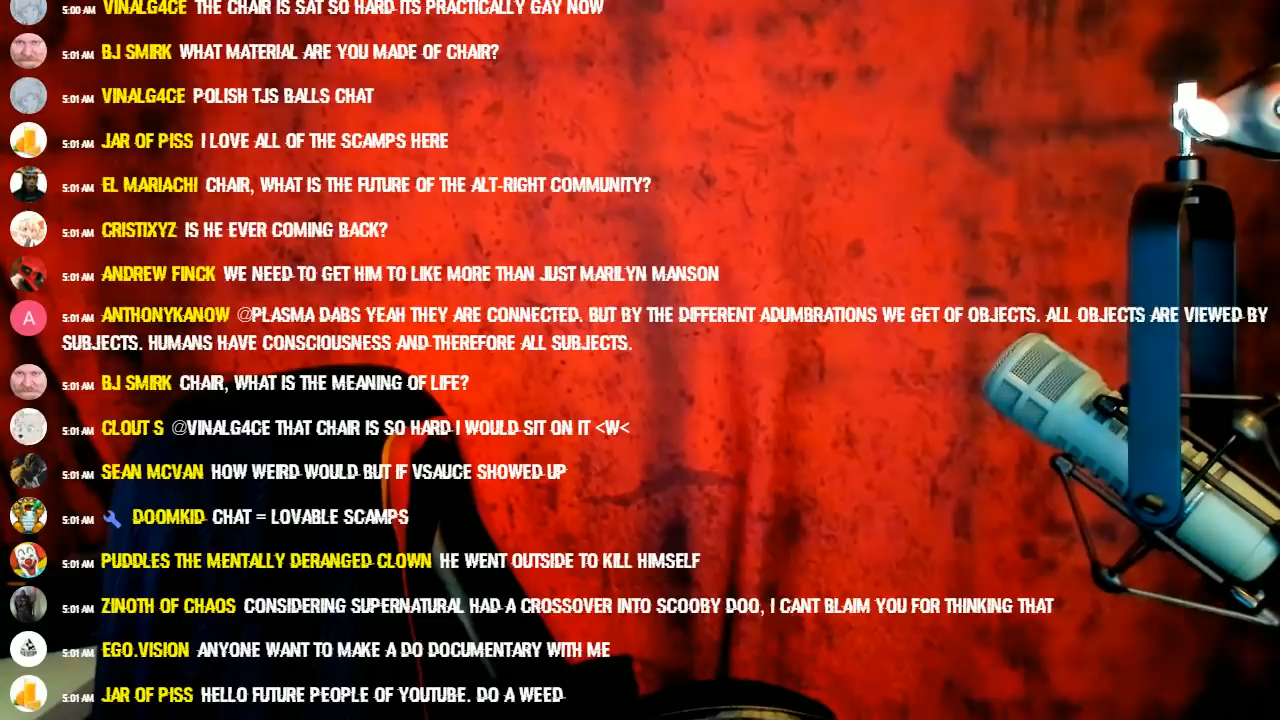 5:00 AM VINALG4CE THE CHAIR IS SAT SO HARD ITS PRACTICALLY GAY NOW
5:01 AM BJ SMIRK WHAT MATERIAL ARE YOU MADE OF CHAIR?
5:01 AM VINALG4CE POLISH TJS BALLS CHAT
5:01 AM JAR OF PISS I LOVE ALL OF THE SCAMPS HERE
5:01 AM EL MARIACHI CHAIR, WHAT IS THE FUTURE OF THE ALT-RIGHT COMMUNITY?
5:01 AM CRISTIXYZ IS HE EVER COMING BACK?
5:01 AM ANDREW FINCK WE NEED TO GET HIM TO LIKE MORE THAN JUST MARILYN MANSON
A
5:01 AM ANTHONYKANOW @PLASMA DABS YEAH THEY ARE CONNECTED. BUT BY THE DIFFERENT ADUMBRATIONS WE GET OF OBJECTS. ALL OBJECTS ARE VIEWED BY
SUBJECTS. HUMANS HAVE CONSCIOUSNESS AND THEREFORE ALL SUBJECTS.
5:01 AM BJ SMIRK CHAIR, WHAT IS THE MEANING OF LIFE?
5:01 AM CLOUT S @VINALG4CE THAT CHAIR IS SO HARD I WOULD SIT ON IT <W<
5:01 AM SEAN MCVAN HOW WEIRD WOULD BUT IF VSAUCE SHOWED UP
5:01 AM DOOMKID CHAT = LOVABLE SCAMPS
5:01 AM PUDDLES THE MENTALLY DERANGED CLOWN HE WENT OUTSIDE TO KILL HIMSELF
5:01 AM ZINOTH OF CHAOS CONSIDERING SUPERNATURAL HAD A CROSSOVER INTO SCOOBY DOO, I CANT BLAIM YOU FOR THINKING THAT
5:01 AM EGO.VISION ANYONE WANT TO MAKE A DO DOCUMENTARY WITH ME
5:01 AM JAR OF PISS HELLO FUTURE PEOPLE OF YOUTUBE. DO A WEED